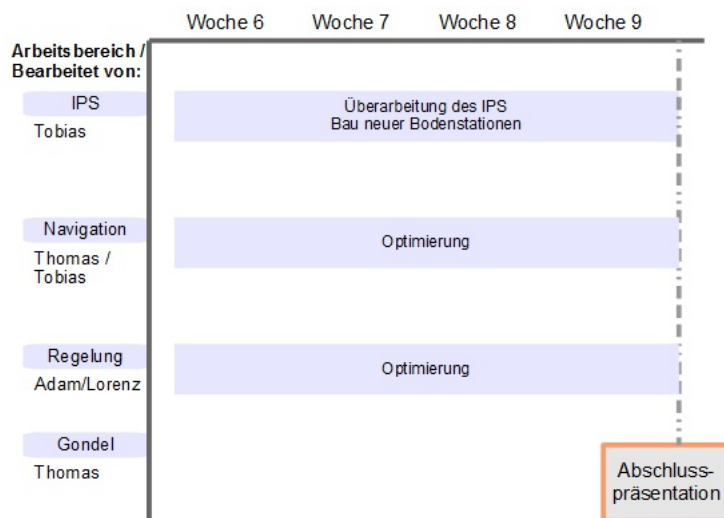 Woche 6 Woche 7 Woche 8 Woche 9
Arbeitsbereich /
Bearbeitet von:
IPS
Tobias
Überarbeitung des IPS
Bau neuer Bodenstationen
Navigation
Thomas /
Tobias
Optimierung
Regelung
Adam/Lorenz
Optimierung
Gondel
Thomas
Abschluss-
präsentation